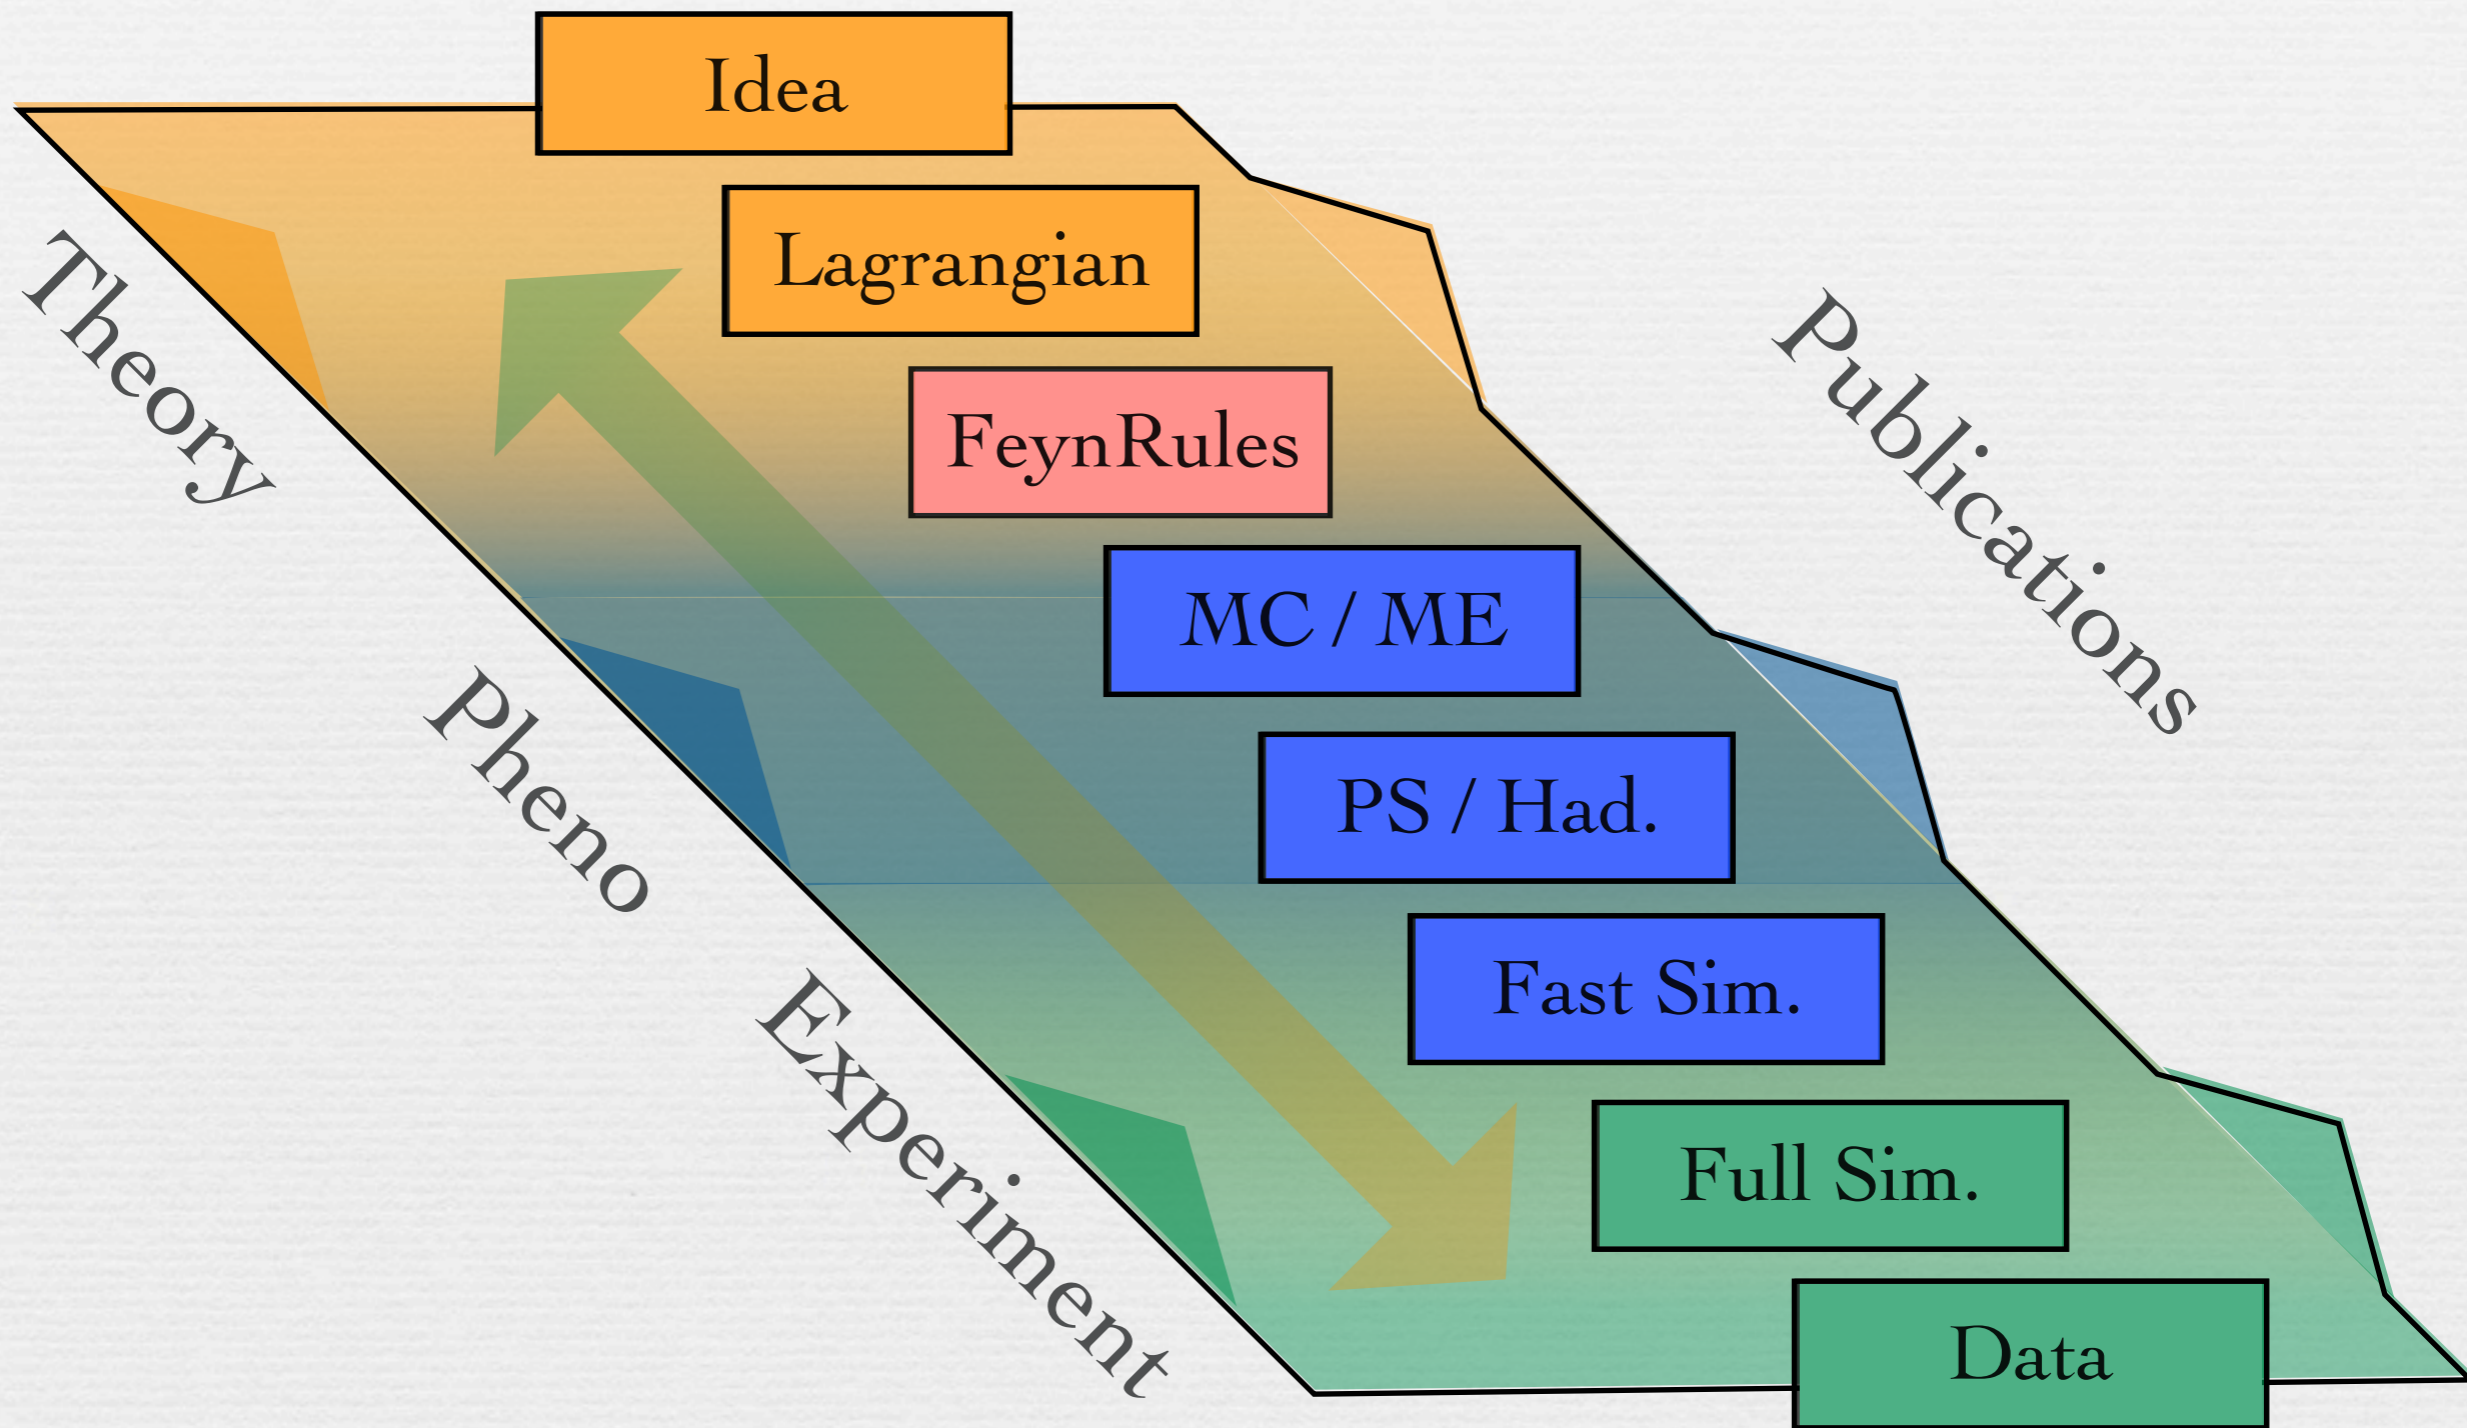 Idea
Lagrangian
FeynRules
MC / ME
PS / Had.
Fast Sim.
Full Sim.
Data
Theory
Pheno
Experiment
Publications